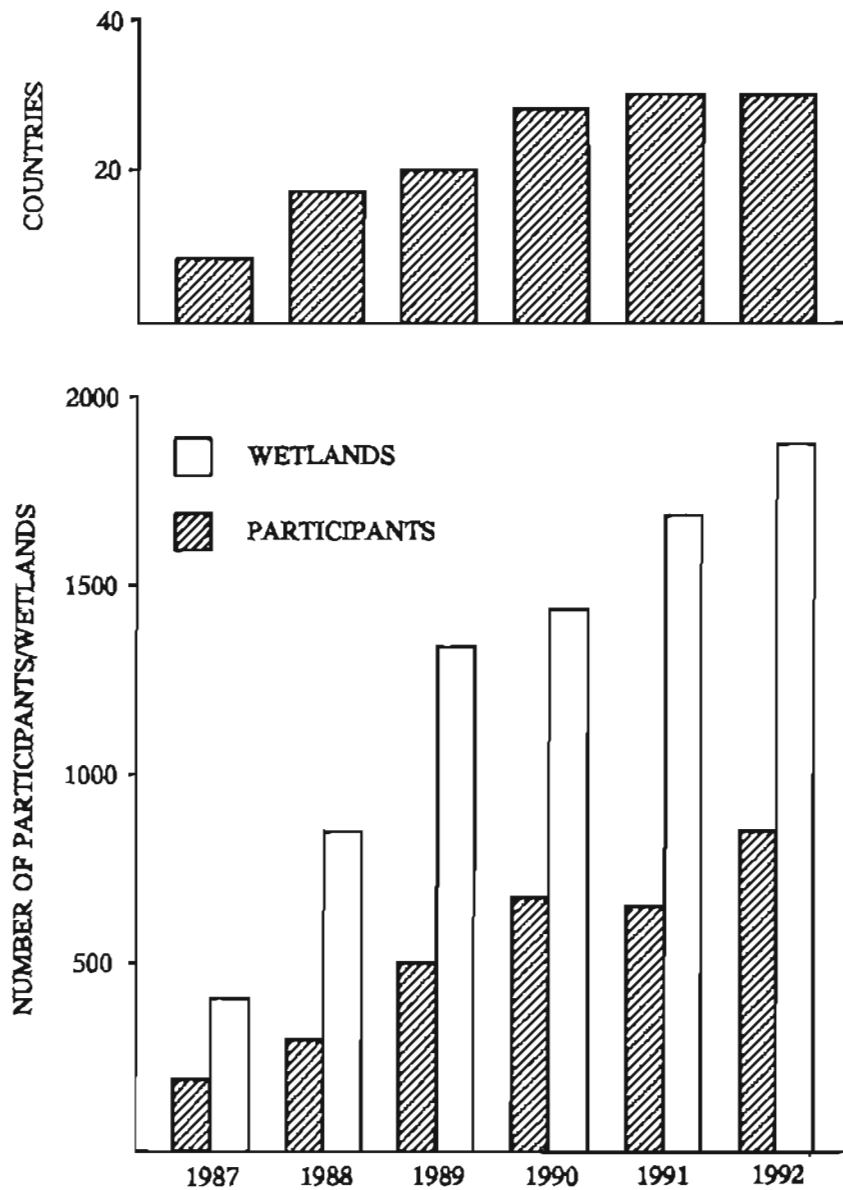 40
20
COUNTRIES
2000
1500
1000
500
NUMBER OF PARTICIPANTS/WETLANDS
WETLANDS
PARTICIPANTS
1987 1988 1989 1990 1991 1992